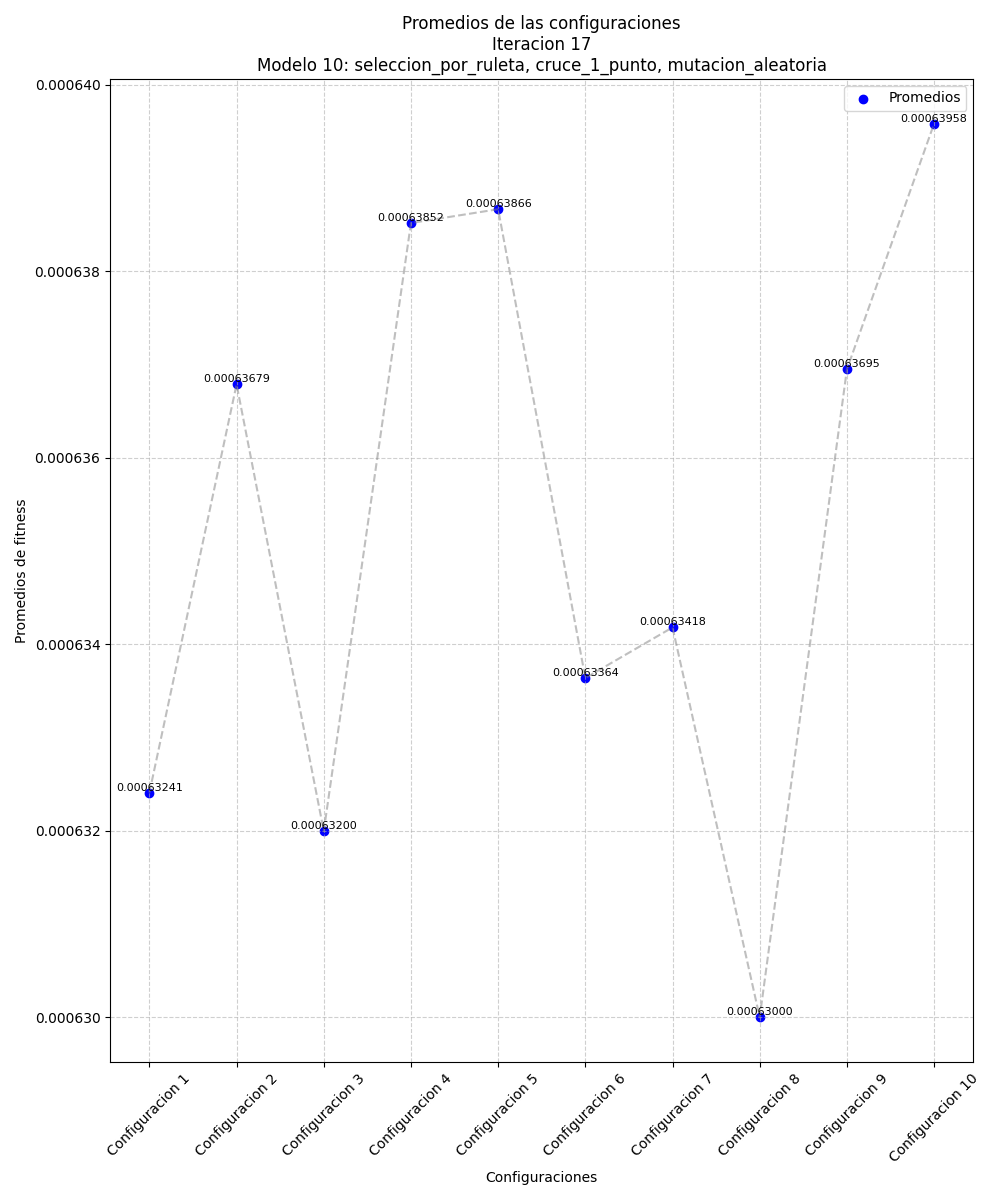 Promedios de las configuraciones
Iteracion 17
Modelo 10: seleccion_por_ruleta, cruce_1_punto, mutacion_aleatoria
Promedios
0.000640
0.000638
0.000636
0.000634
0.000632
0.000630
Promedios de fitness
0.00063241
0.00063679
0.00063200
0.00063852
0.00063866
0.00063364
0.00063418
0.00063000
0.00063695
0.00063958
Configuracion 1
Configuracion 2
Configuracion 3
Configuracion 4
Configuracion 5
Configuracion 6
Configuracion 7
Configuracion 8
Configuracion 9
Configuracion 10
Configuraciones